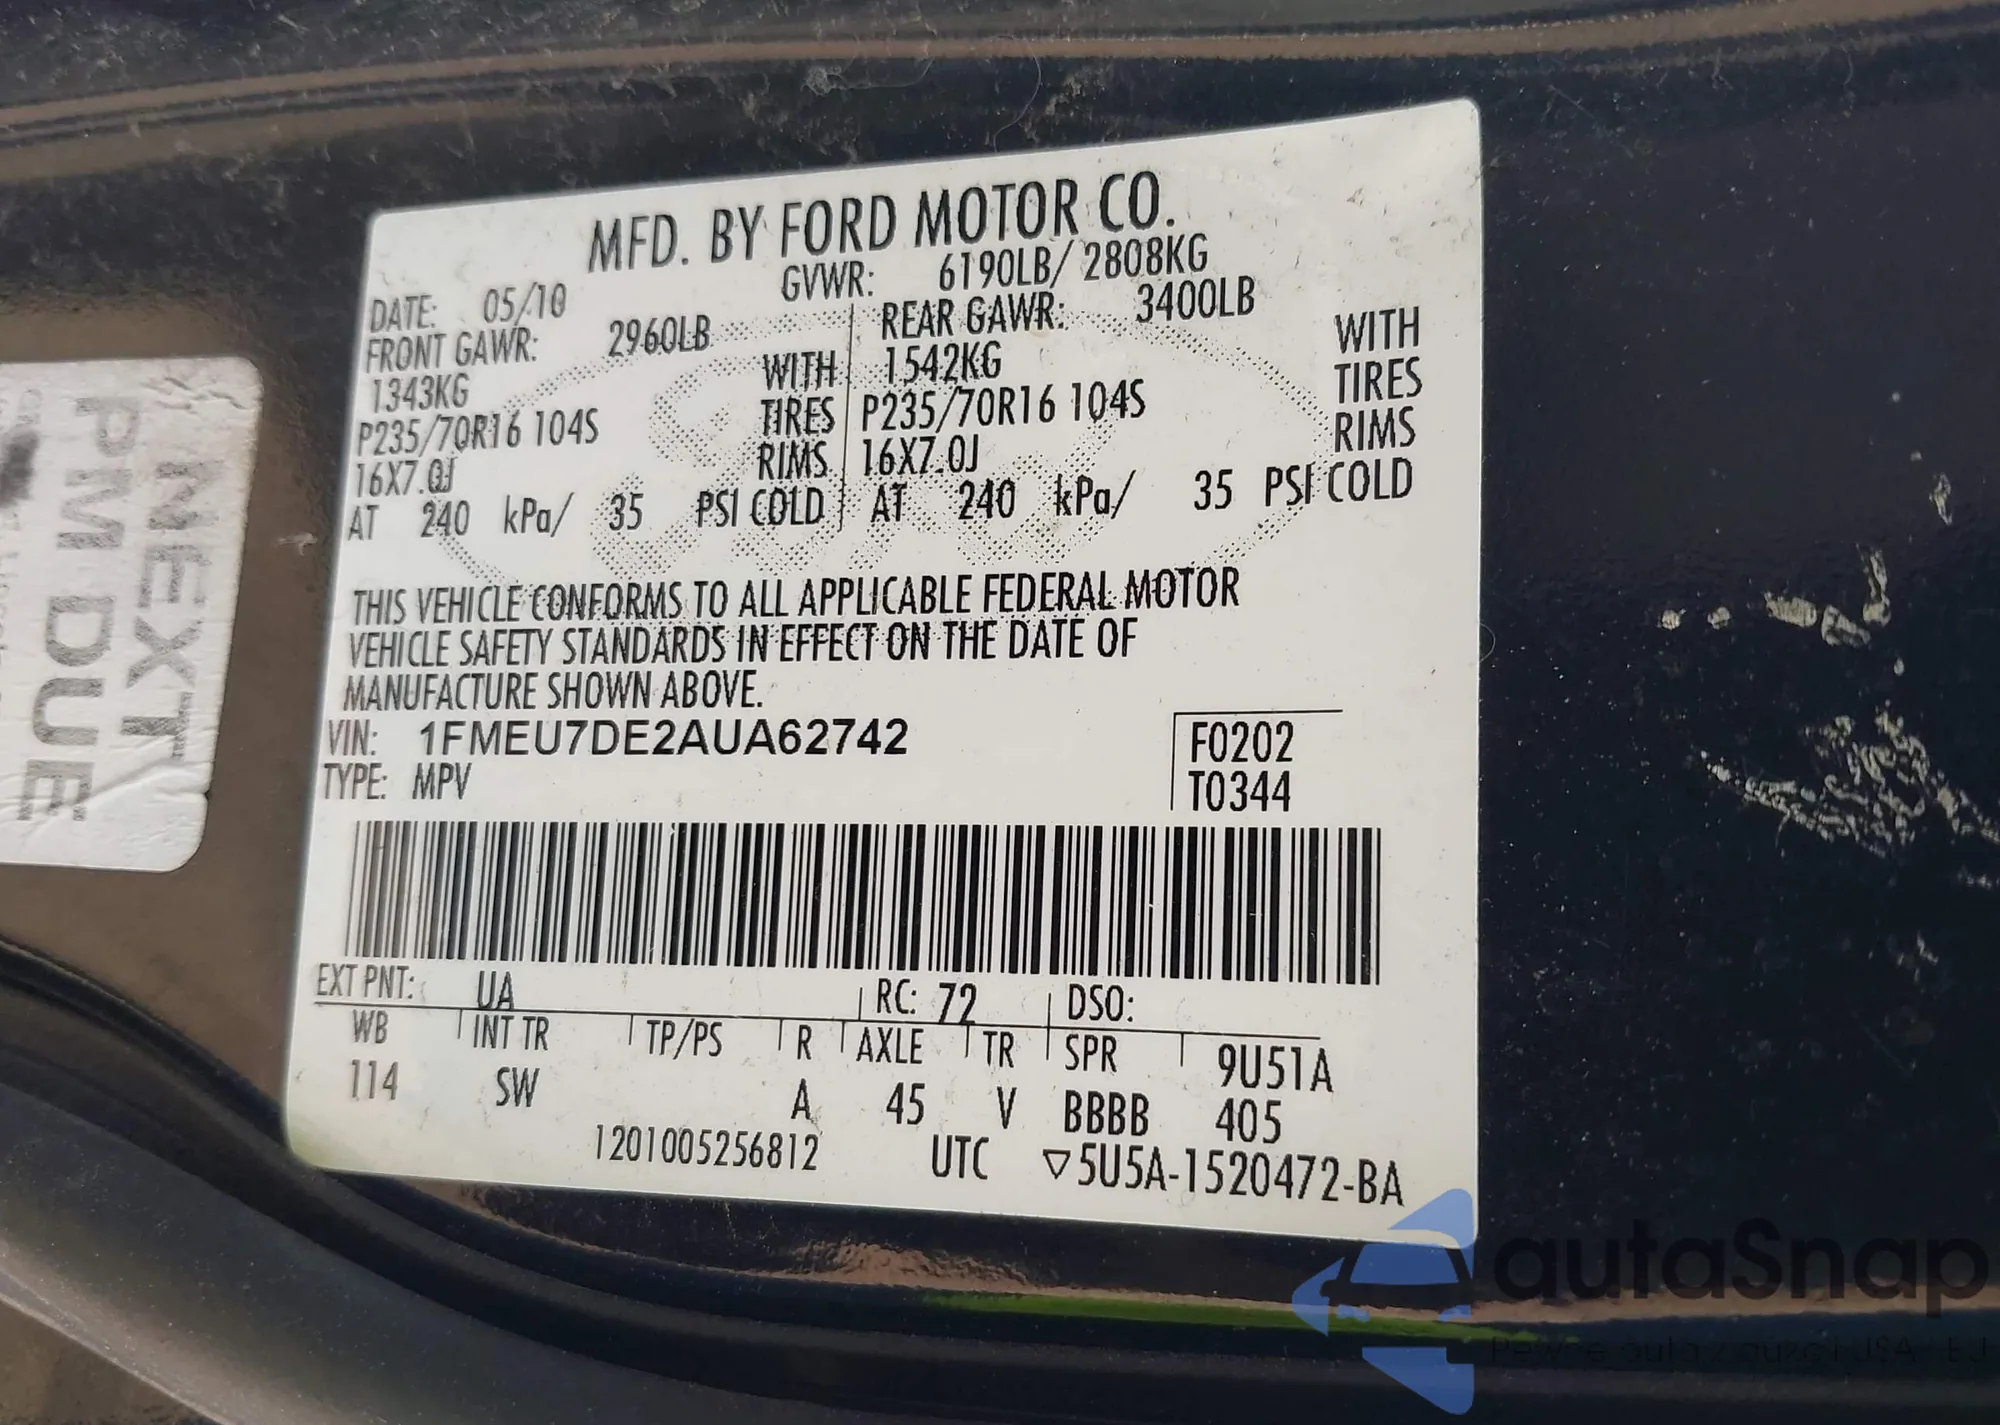 MFD. BY FORD MOTOR CO.
DATE: 05/10 GVWR: 6190LB/ 2808KG
FRONT GAWR: 2960LB REAR GAWR: 3400LB
1343KG WITH 1542KG WITH
P235/70R16 104S TIRES P235/70R16 104S TIRES
16X7.0J RIMS 16X7.0J RIMS
AT 240 kPa/ 35 PSI COLD AT 240 kPa/ 35 PSI COLD
THIS VEHICLE CONFORMS TO ALL APPLICABLE FEDERAL MOTOR
VEHICLE SAFETY STANDARDS IN EFFECT ON THE DATE OF
MANUFACTURE SHOWN ABOVE.
VIN: 1FMEU7DE2AUA62742 F0202
TYPE: MPV T0344
EXT PNT: UA RC: 72 DSO:
WB INT TR TP/PS R AXLE TR SPR 9U51A
114 SW A 45 V BBBB 405
1201005256812 UTC ▽5U5A-1520472-BA
NEXT
PM DUE
autaSnap